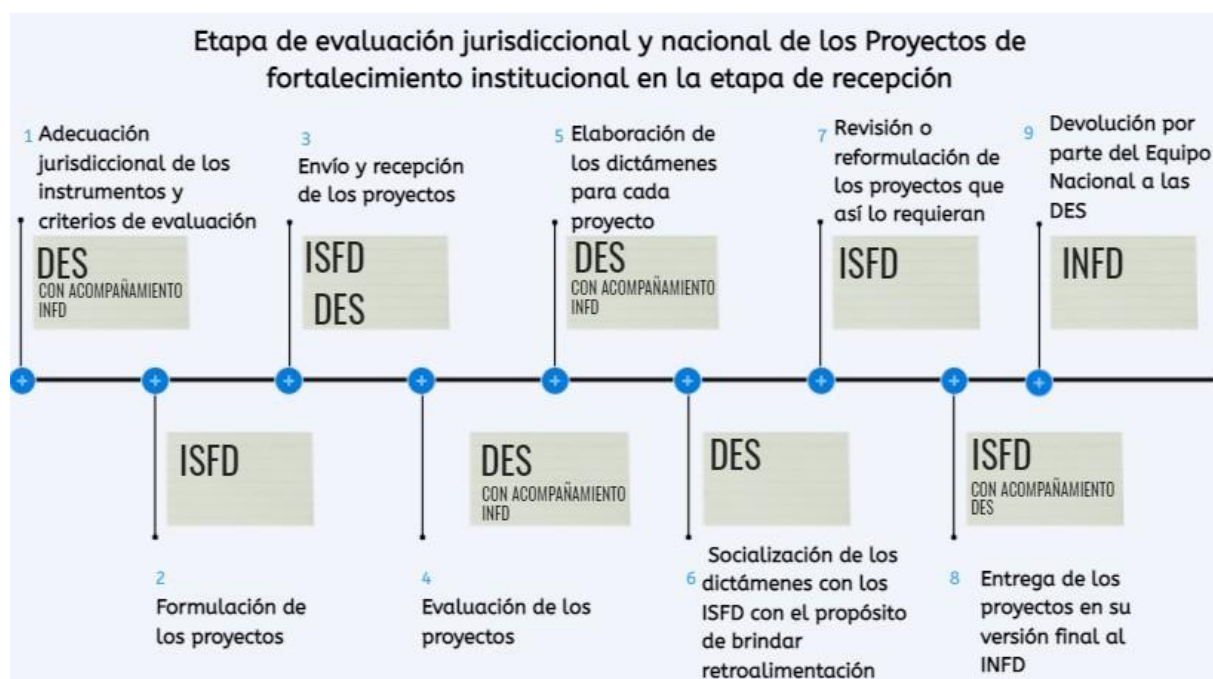 Etapa de evaluación jurisdiccional y nacional de los Proyectos de
fortalecimiento institucional en la etapa de recepción
1 Adecuación
jurisdiccional de los
instrumentos y
criterios de evaluación
DES
CON ACOMPAÑAMIENTO
INFD
3
Envío y recepción
de los proyectos
ISFD
DES
5 Elaboración de
los dictámenes
para cada
proyecto
DES
CON ACOMPAÑAMIENTO
INFD
7 Revisión o
reformulación de
los proyectos que
así lo requieran
ISFD
9 Devolución por
parte del Equipo
Nacional a las
DES
INFD
ISFD
2
Formulación de
los proyectos
DES
CON ACOMPAÑAMIENTO
INFD
4
Evaluación de los
proyectos
DES
Socialización de los
6 dictámenes con los
ISFD con el propósito
de brindar
retroalimentación
ISFD
CON ACOMPAÑAMIENTO
DES
8 Entrega de los
proyectos en su
versión final al
INFD